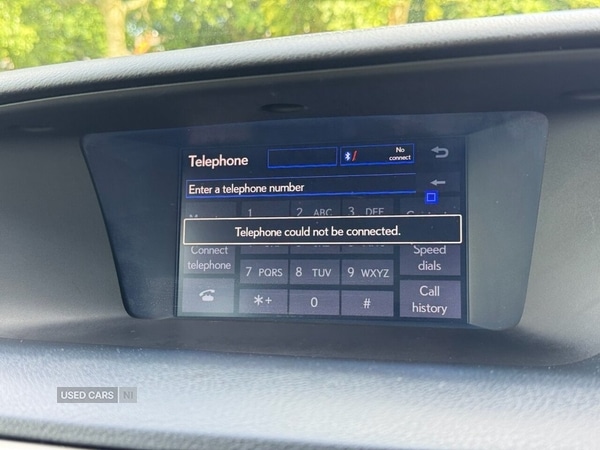 Telephone
No
connect
Enter a telephone number
1
2 ABC
3 DEF
Telephone could not be connected.
Connect
telephone
Speed
dials
7 PQRS
8 TUV
9 WXYZ
*+
0
#
Call
history
USED CARS NI